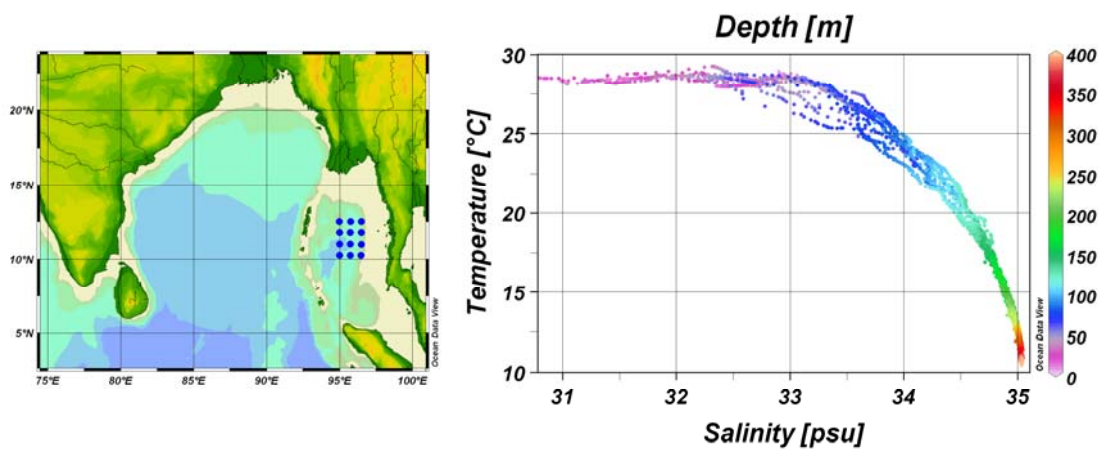 20°N
15°N
10°N
5°N
75°E 80°E 85°E 90°E 95°E 100°E
Ocean Data View
Depth [m]
Temperature [°C]
30
25
20
15
10
31 32 33 34 35
Salinity [psu]
Ocean Data View
400
350
300
250
200
150
100
50
0